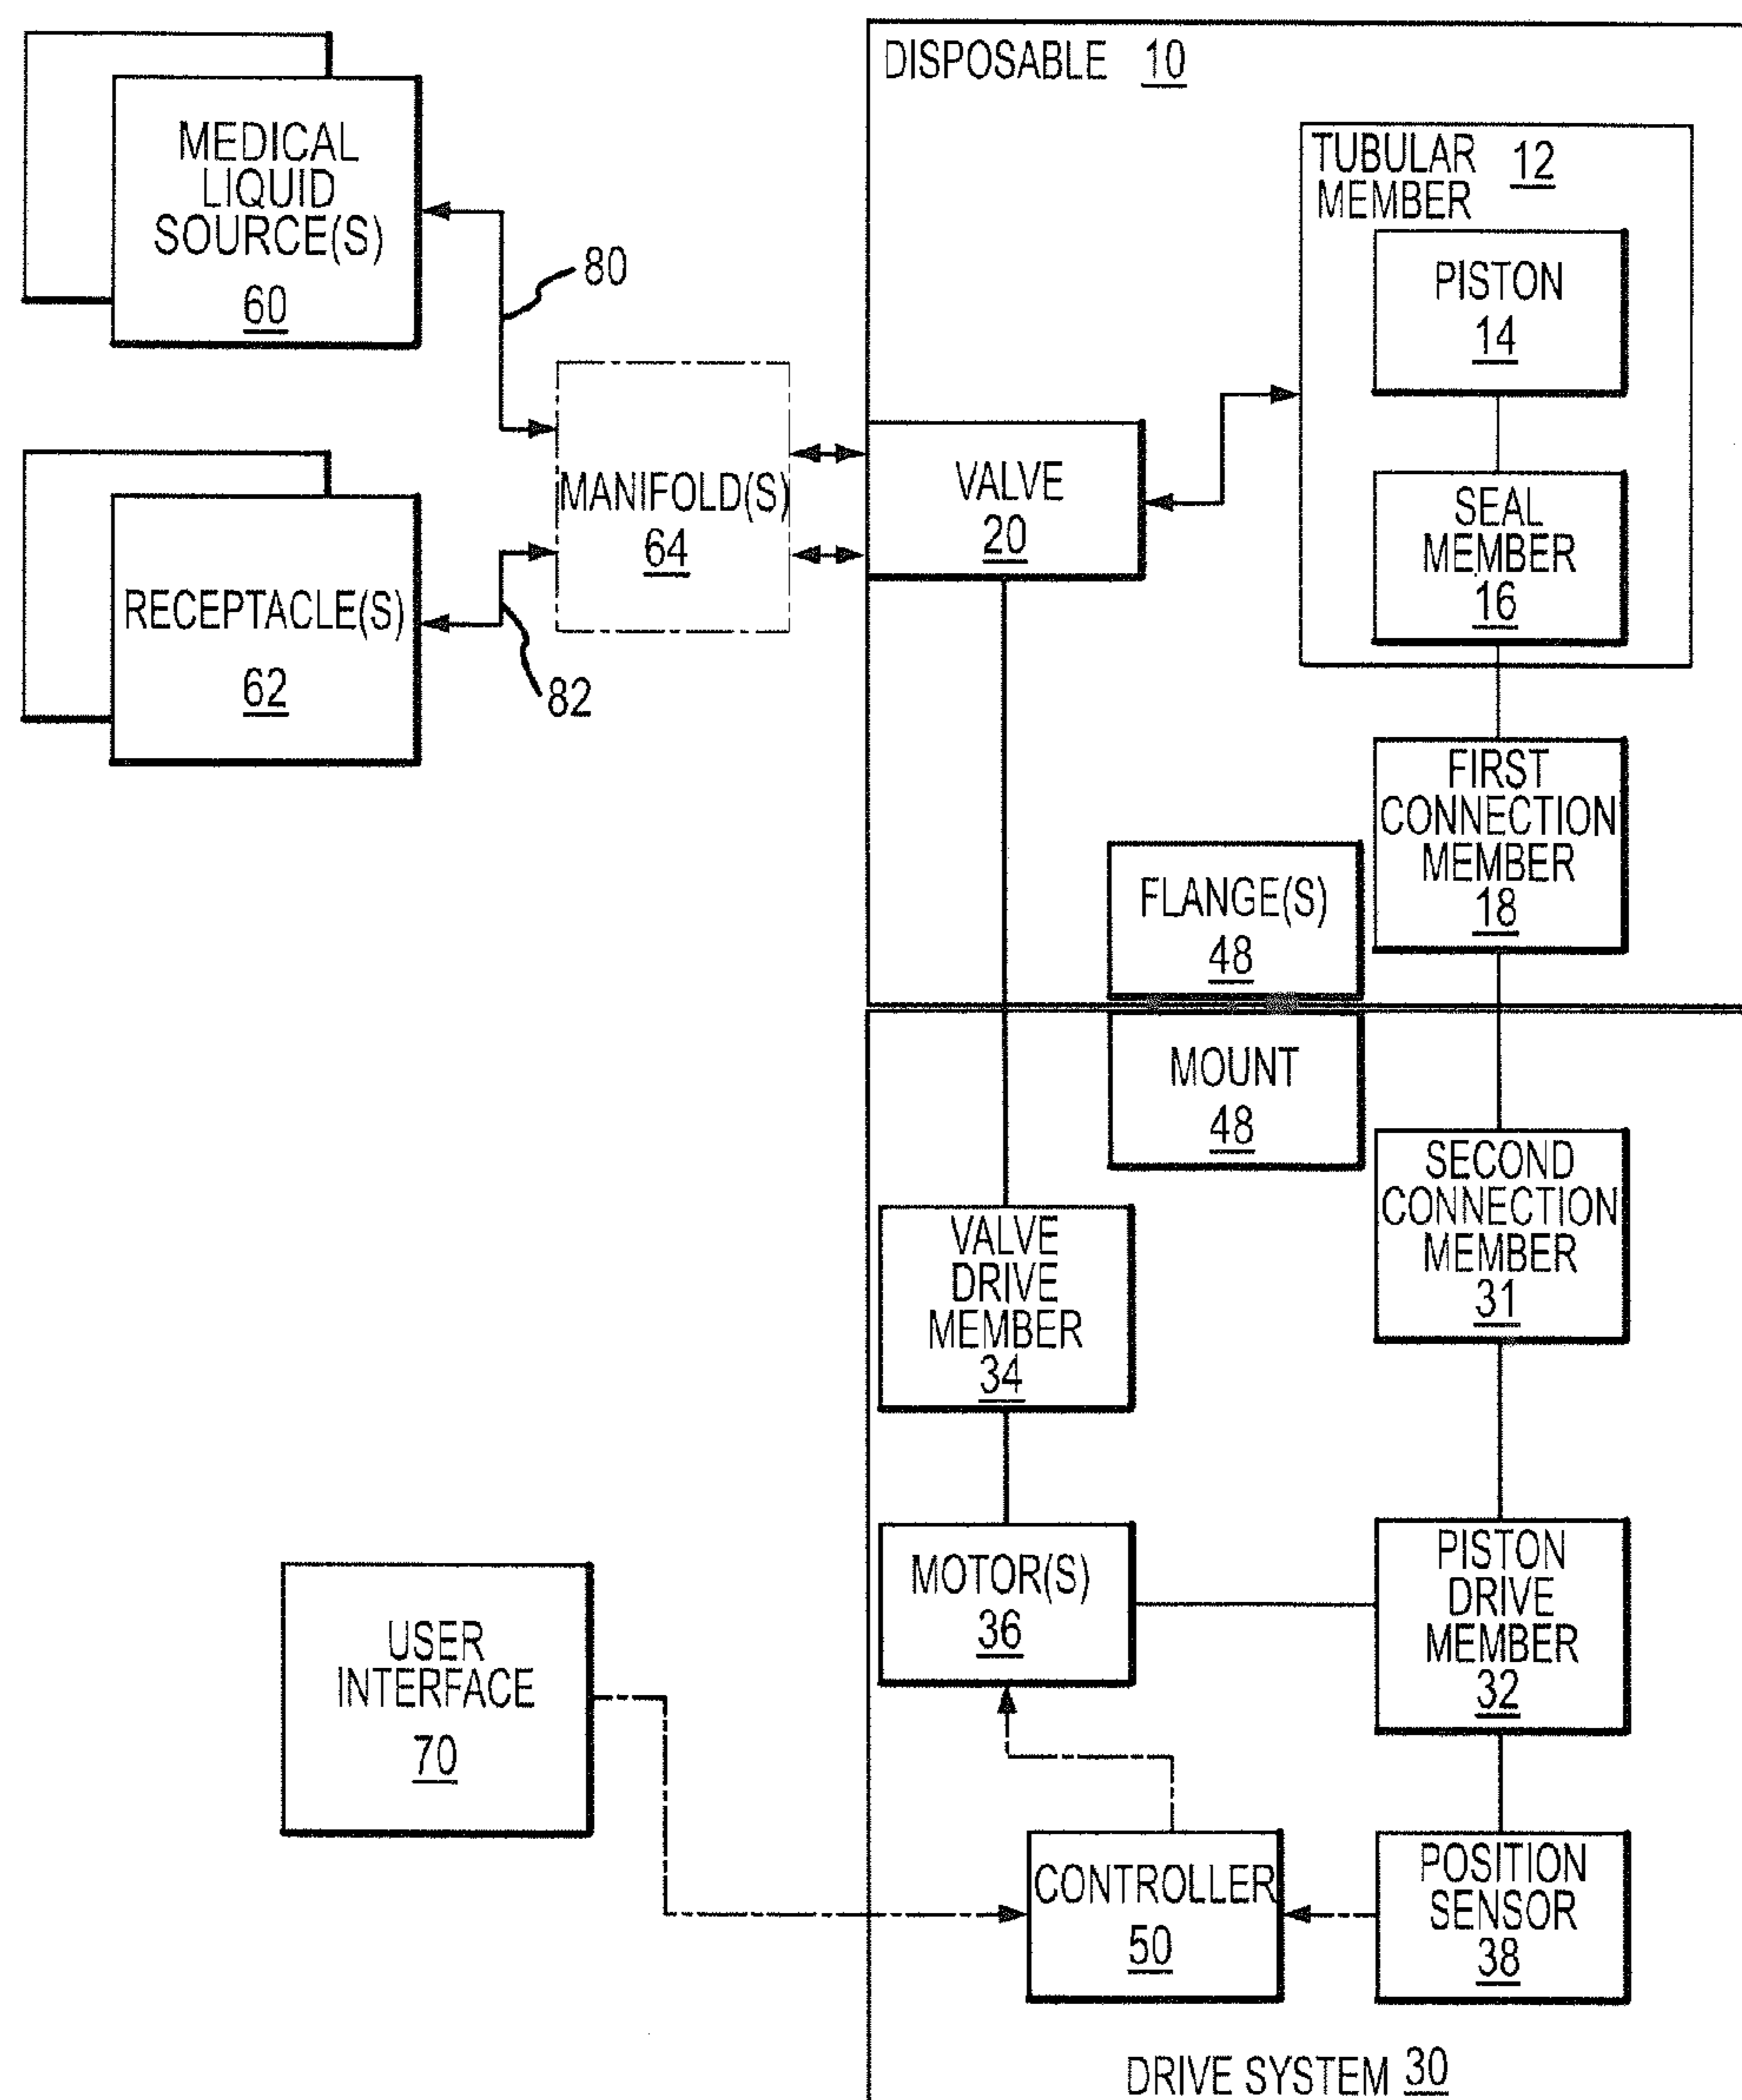 DISPOSABLE 10
MEDICAL
LIQUID
SOURCE(S)
60
80
TUBULAR 12
MEMBER
PISTON
14
SEAL
MEMBER
16
MANIFOLD(S)
64
VALVE
20
RECEPTACLE(S)
62
82
FIRST
CONNECTION
MEMBER
18
FLANGE(S)
48
MOUNT
48
SECOND
CONNECTION
MEMBER
31
VALVE
DRIVE
MEMBER
34
MOTOR(S)
36
PISTON
DRIVE
MEMBER
32
USER
INTERFACE
70
CONTROLLER
50
POSITION
SENSOR
38
DRIVE SYSTEM 30